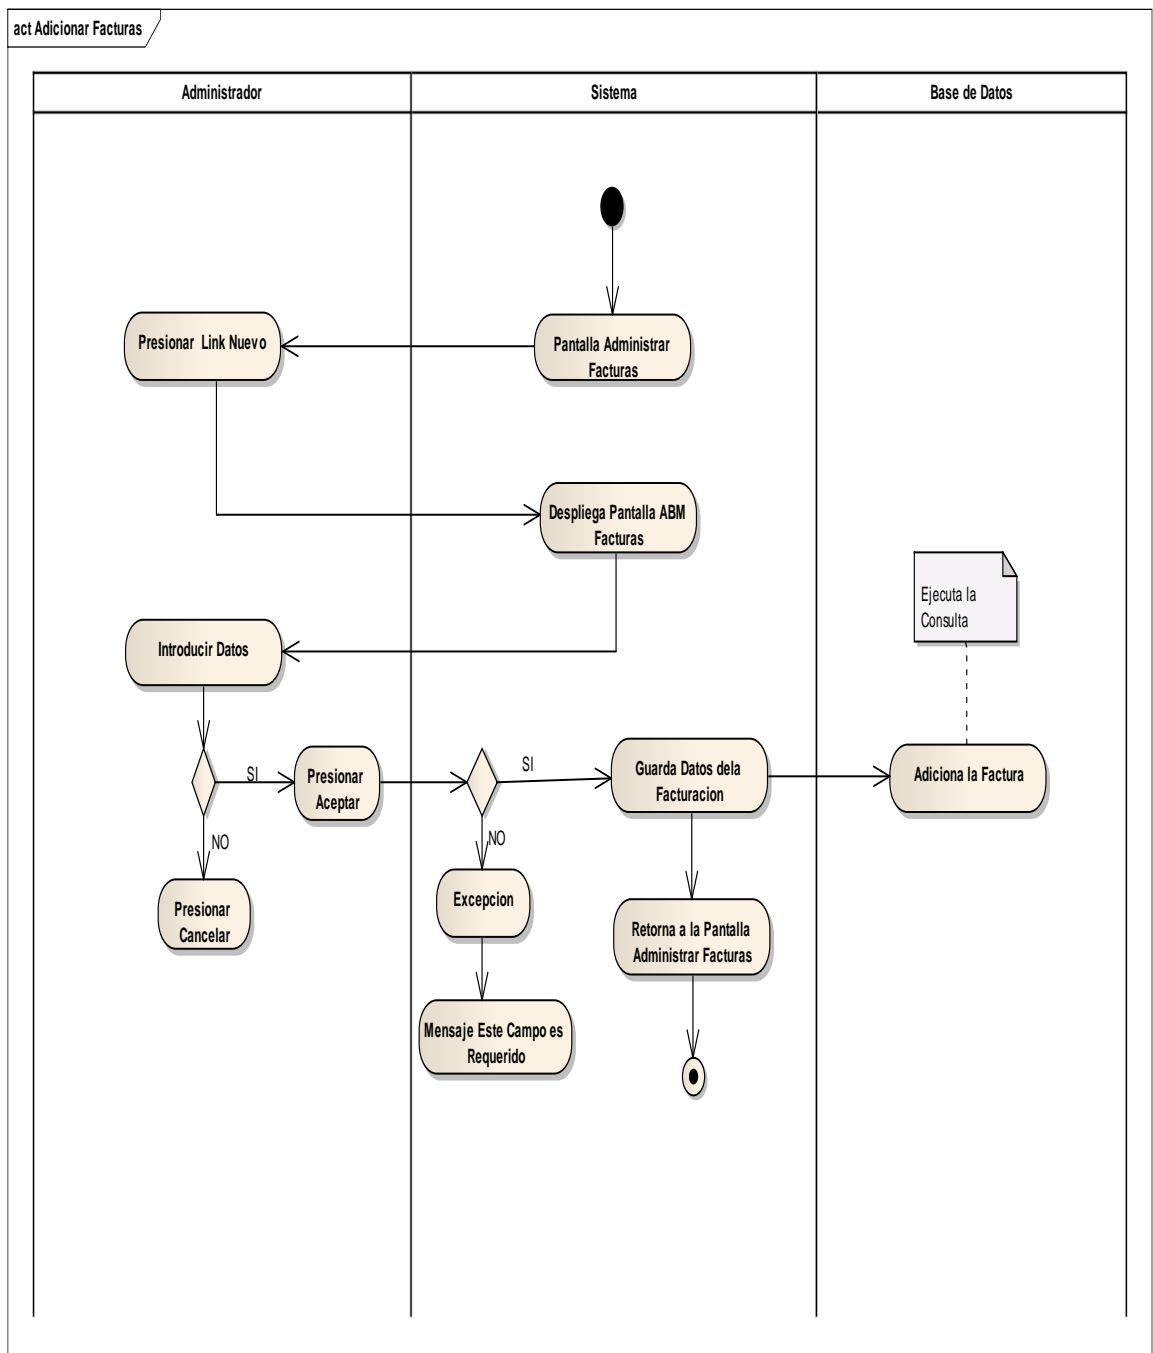 act Adicionar Facturas
Administrador
Sistema
Base de Datos
Presionar Link Nuevo
Pantalla Administrar
Facturas
Despliega Pantalla ABM
Facturas
Ejecuta la
Consulta
Introducir Datos
SI
Presionar
Aceptar
SI
Guarda Datos dela
Facturacion
Adiciona la Factura
NO
NO
Presionar
Cancelar
Excepcion
Retorna a la Pantalla
Administrar Facturas
Mensaje Este Campo es
Requerido